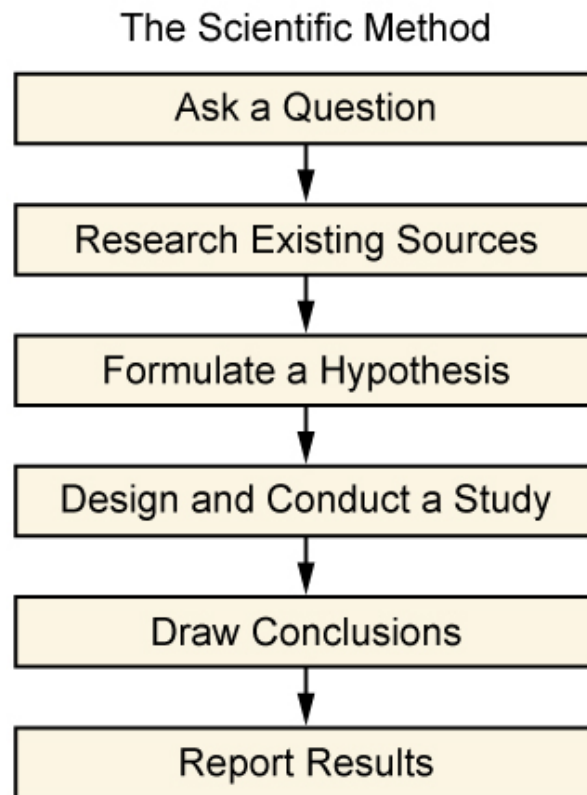 The Scientific Method
Ask a Question
Research Existing Sources
Formulate a Hypothesis
Design and Conduct a Study
Draw Conclusions
Report Results